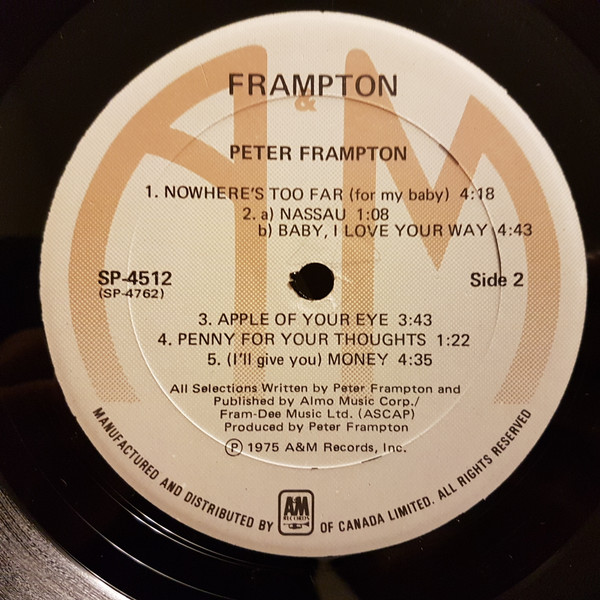 FRAMPTON
&
PETER FRAMPTON
1. NOWHERE'S TOO FAR (for my baby) 4:18
2. a) NASSAU 1:08
b) BABY, I LOVE YOUR WAY 4:43
SP-4512
(SP-4762)
Side 2
3. APPLE OF YOUR EYE 3:43
4. PENNY FOR YOUR THOUGHTS 1:22
5. (I'll give you) MONEY 4:35
All Selections Written by Peter Frampton and
Published by Almo Music Corp./
Fram-Dee Music Ltd. (ASCAP)
Produced by Peter Frampton
Ⓟ 1975 A&M Records, Inc.
MANUFACTURED AND DISTRIBUTED BY AM RECORDS OF CANADA LIMITED. ALL RIGHTS RESERVED